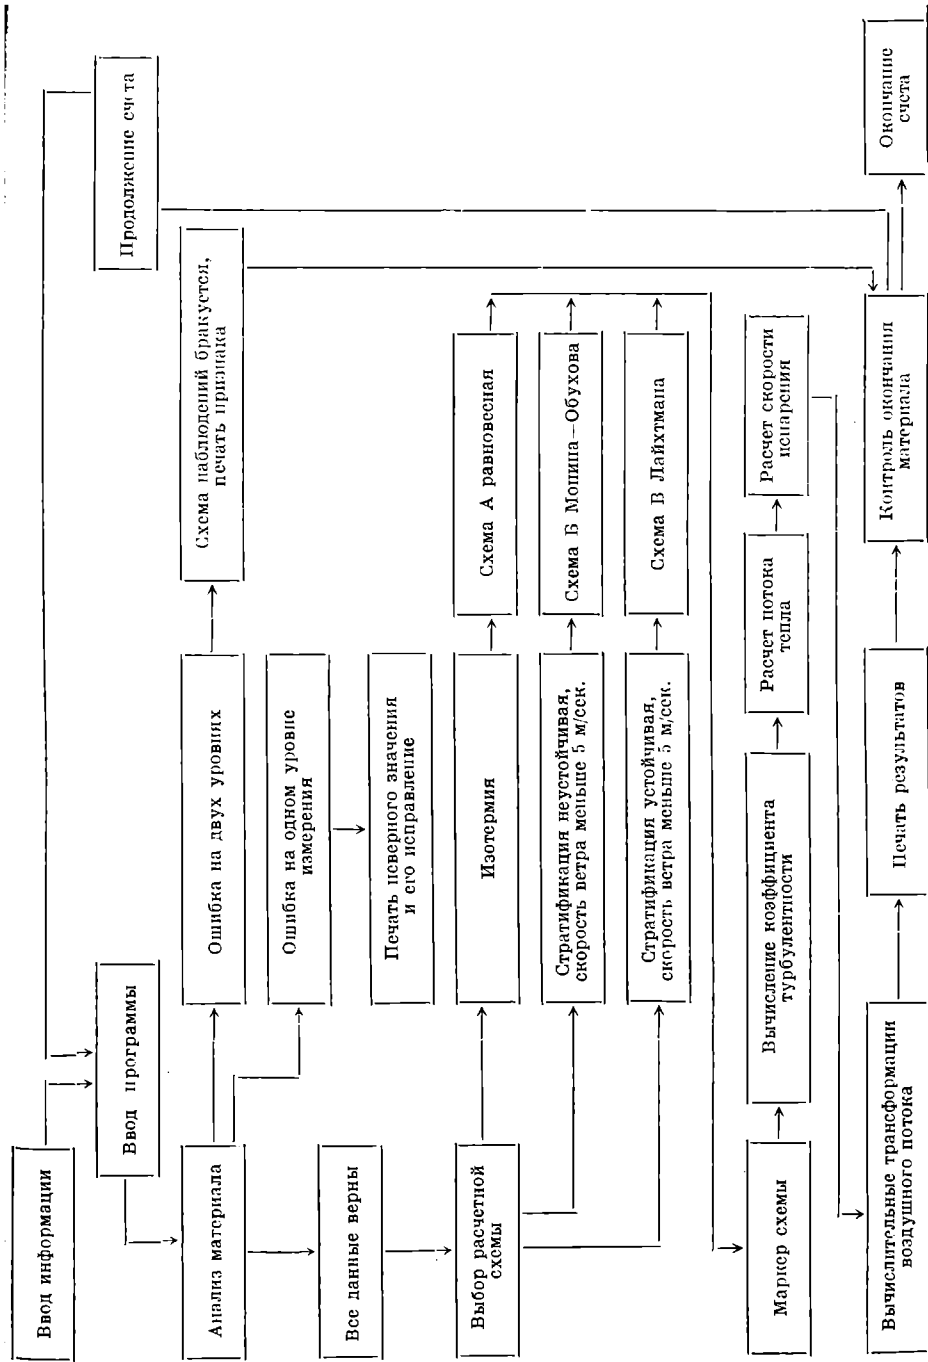 Ввод информации
Ввод программы
Продолжение счета
Анализ материала
Ошибка на двух уровнях
Схема наблюдений бракуется,
печать признака
Ошибка на одном уровне
измерения
Все данные верны
Печать неверного значения
и его исправление
Выбор расчетной
схемы
Изотермия
Схема А равновесная
Стратификация неустойчивая,
скорость ветра меньше 5 м/сек.
Схема Б Монина—Обухова
Стратификация устойчивая,
скорость ветра меньше 5 м/сек.
Схема В Лайхтмана
Маркер схемы
Вычисление коэффициента
турбулентности
Расчет потока
тепла
Расчет скорости
испарения
Вычислительные трансформации
воздушного потока
Печать результатов
Контроль окончания
материала
Окончание
счета